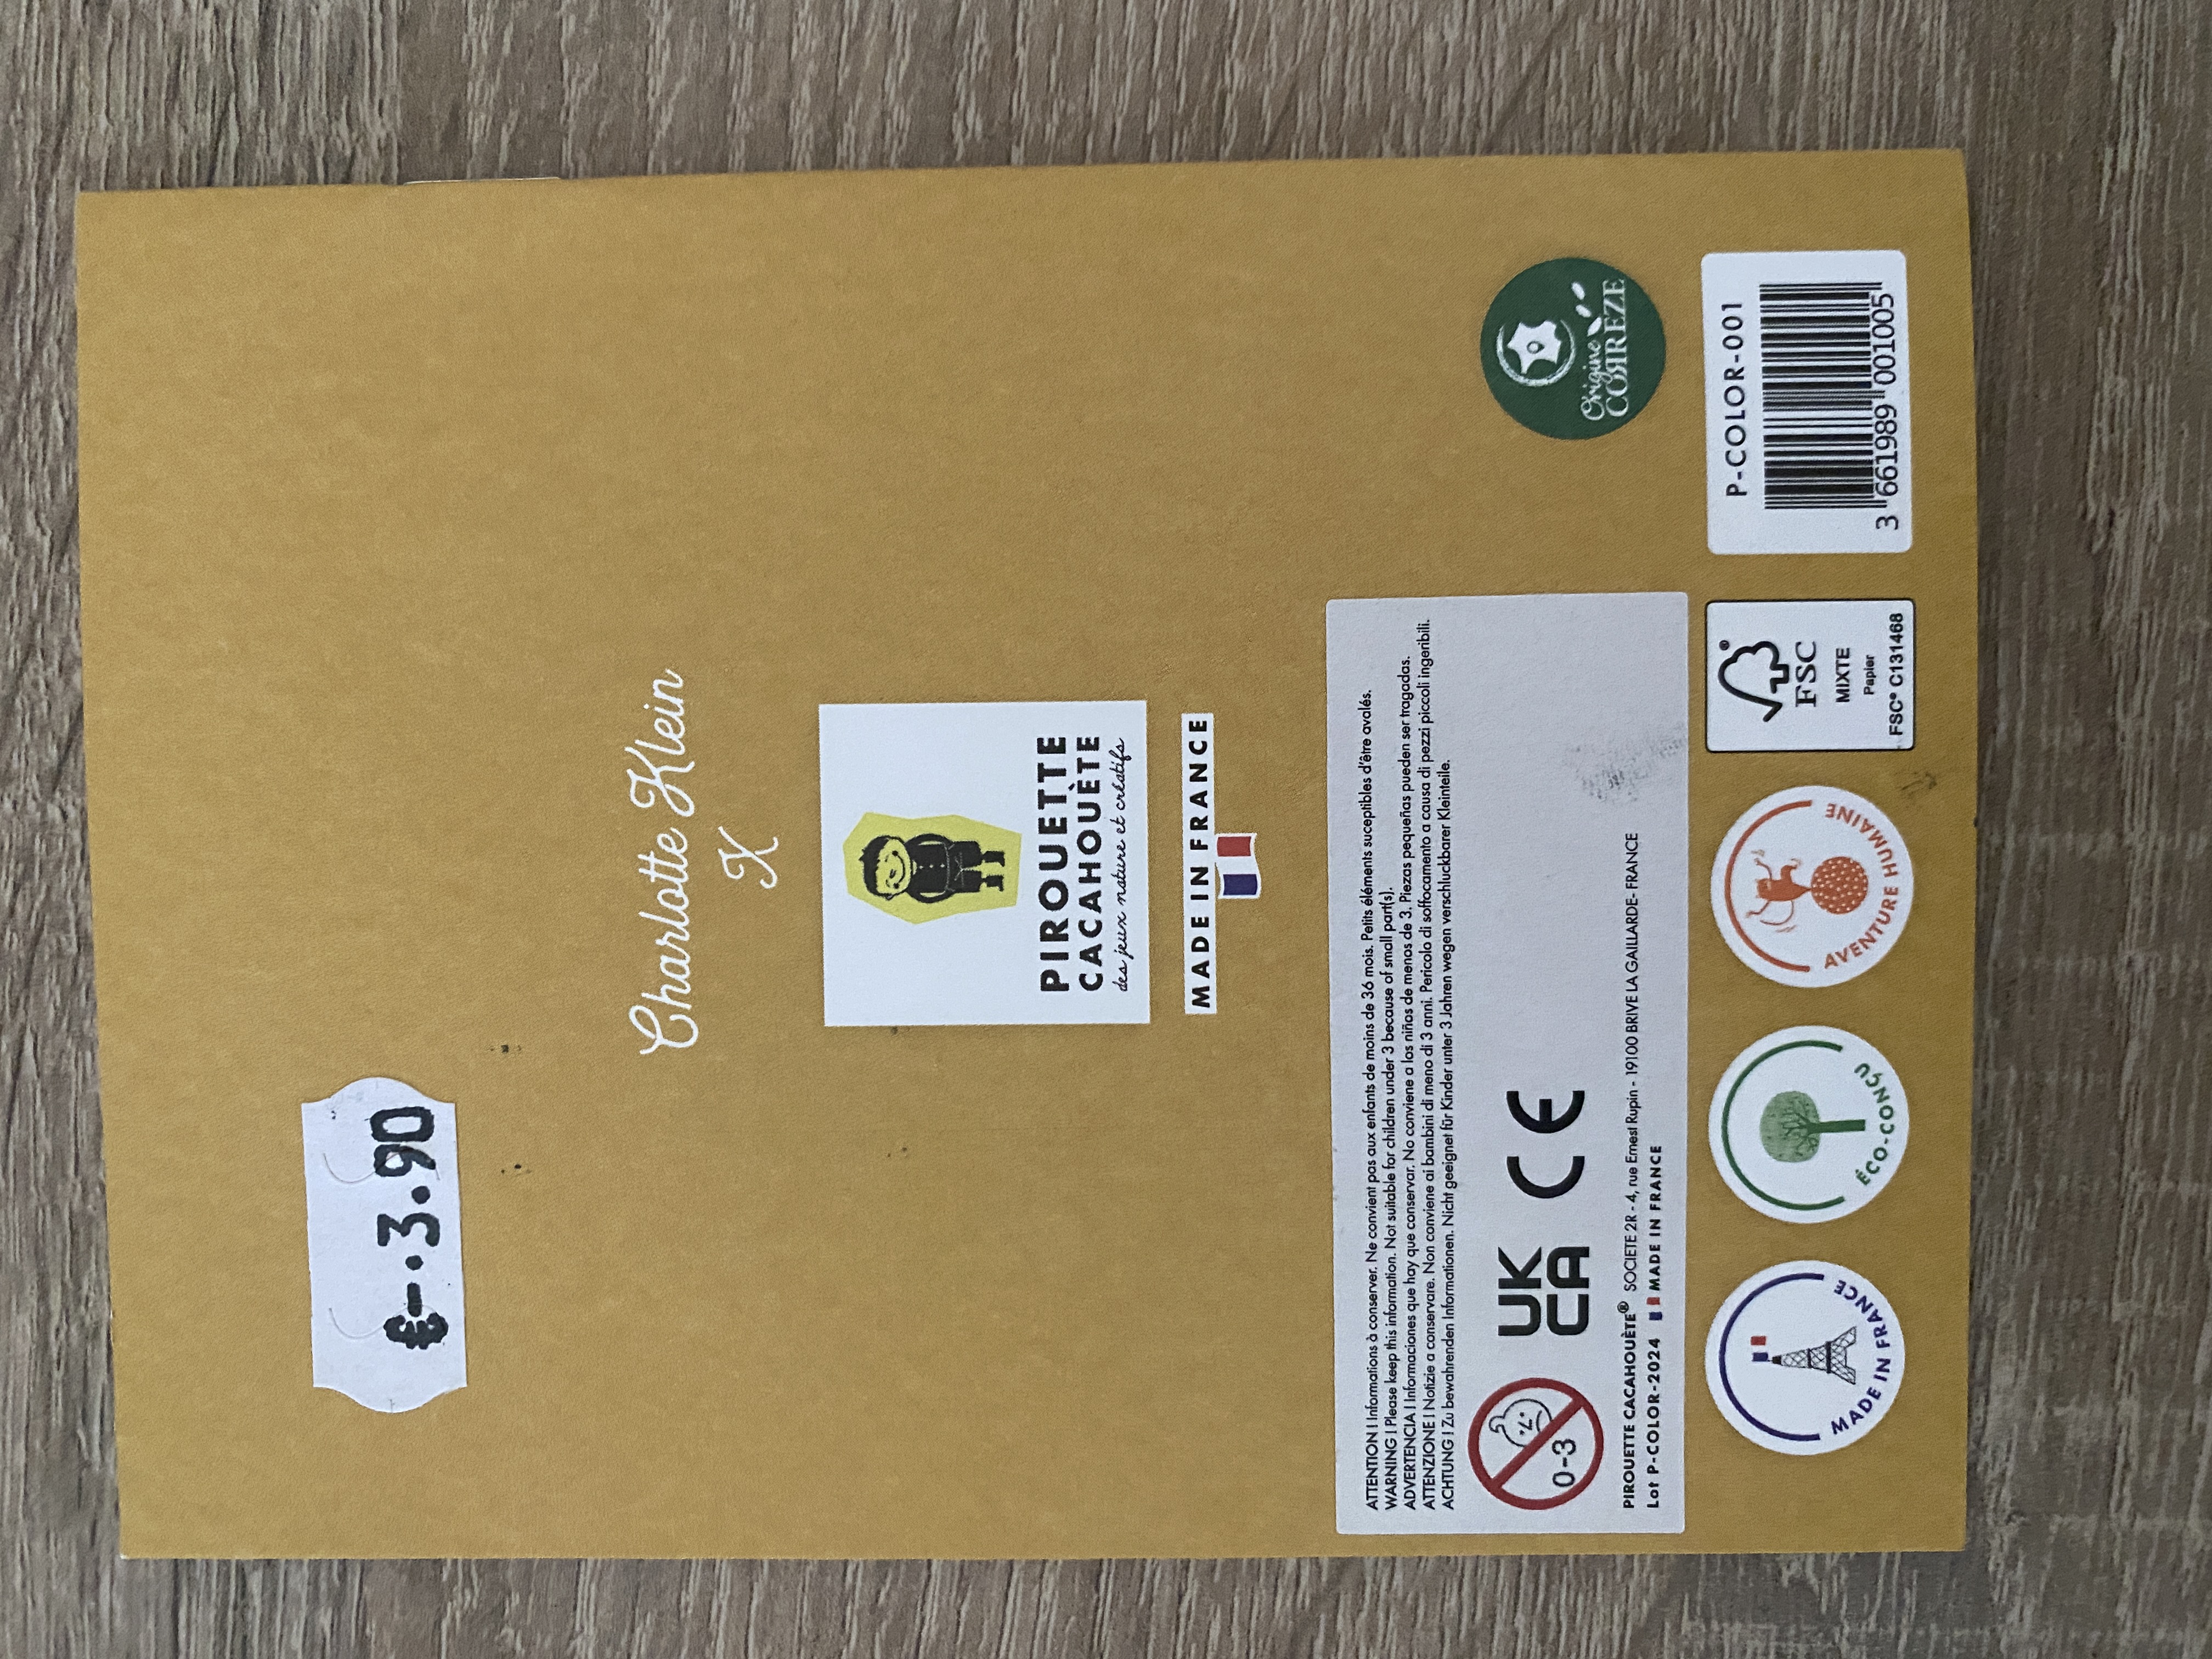 €-.3.90
Charlotte Klein
X
PIROUETTE
CACAHOUÈTE
des jeux nature et créatifs
MADE IN FRANCE
ATTENTION I Informations à conserver. Ne convient pas aux enfants de moins de 36 mois. Petits éléments suceptibles d'être avalés.
WARNING I Please keep this information. Not suitable for children under 3 because of small part(s).
ADVERTENCIA I Informaciones que hay que conservar. No conviene a los niños de menos de 3. Piezas pequeñas pueden ser tragadas.
ATTENZIONE I Notizie a conservare. Non conviene ai bambini di meno di 3 anni. Pericolo di soffocamento a causa di pezzi piccoli ingeribili.
ACHTUNG I Zu bewahrenden Informationen. Nicht geeignet für Kinder unter 3 Jahren wegen verschluckbarer Kleinteile.
0-3
UK
CA
CE
PIROUETTE CACAHOUÈTE® SOCIETE 2R - 4, rue Ernest Rupin - 19100 BRIVE LA GAILLARDE- FRANCE
Lot P-COLOR-2024 MADE IN FRANCE
Origine
CORREZE
MADE IN FRANCE
ÉCO-CONÇU
AVENTURE HUMAINE
FSC®
MIXTE
Papier
FSC® C131468
P-COLOR-001
3 661989 001005